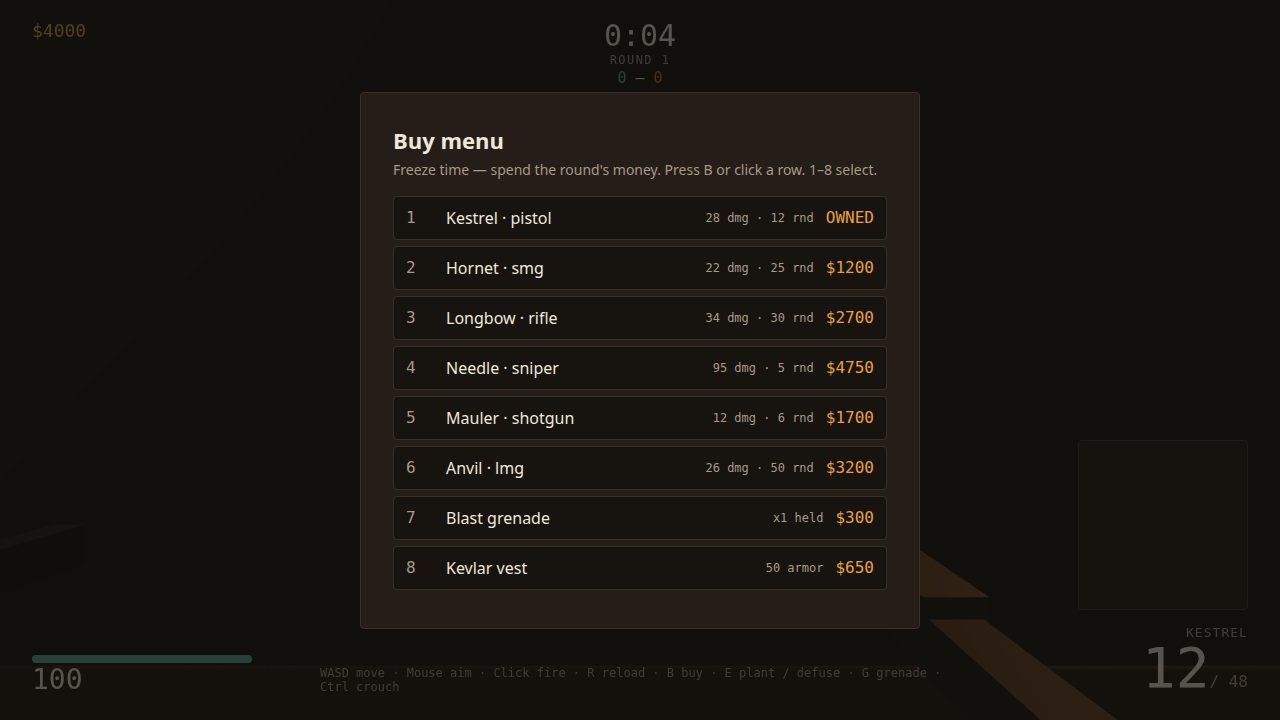 $4000
0:04
ROUND 1
0 — 0
Buy menu
Freeze time — spend the round's money. Press B or click a row. 1–8 select.
1 Kestrel · pistol 28 dmg · 12 rnd OWNED
2 Hornet · smg 22 dmg · 25 rnd $1200
3 Longbow · rifle 34 dmg · 30 rnd $2700
4 Needle · sniper 95 dmg · 5 rnd $4750
5 Mauler · shotgun 12 dmg · 6 rnd $1700
6 Anvil · lmg 26 dmg · 50 rnd $3200
7 Blast grenade x1 held $300
8 Kevlar vest 50 armor $650
KESTREL
12 / 48
100
WASD move · Mouse aim · Click fire · R reload · B buy · E plant / defuse · G grenade ·
Ctrl crouch